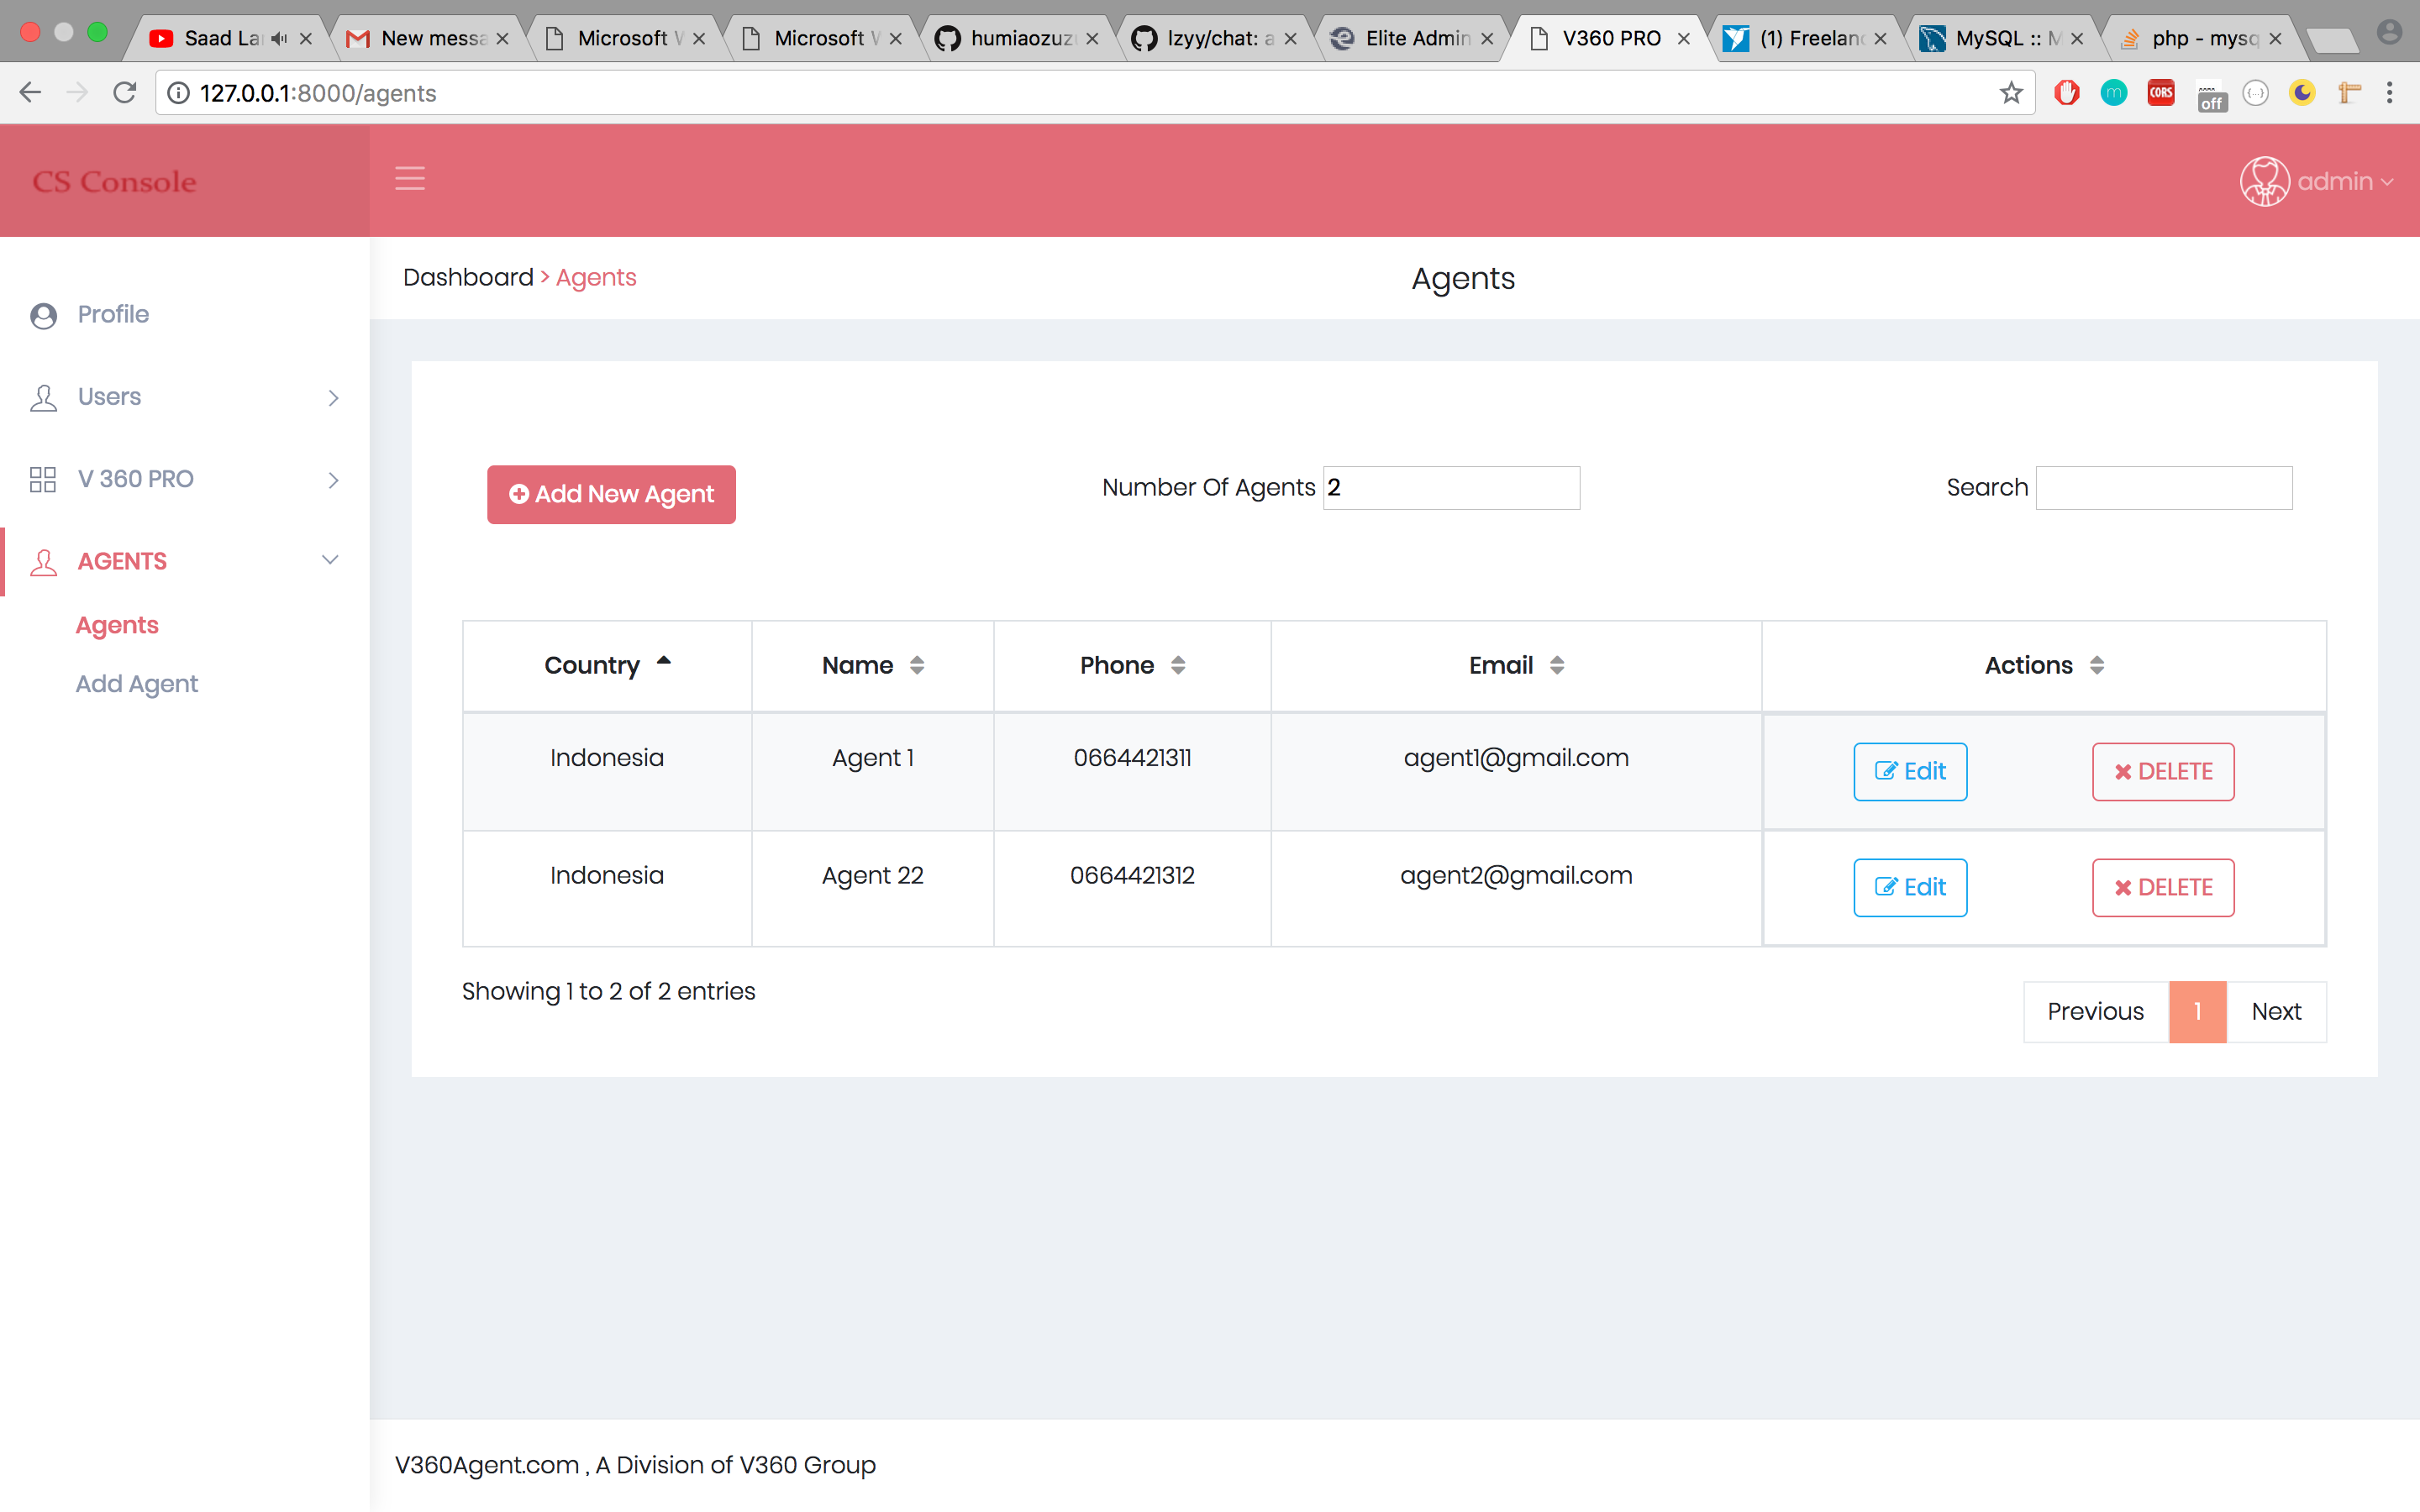 Saad La
New messa
Microsoft
Microsoft
humiaozuz
lzyy/chat: a
Elite Admin
V360 PRO
(1) Freelanc
MySQL :: M
php - mysq
127.0.0.1:8000/agents
CORS
off
CS Console
admin
Dashboard > Agents
Agents
Profile
Users
V 360 PRO
AGENTS
Agents
Add Agent
Add New Agent
Number Of Agents 2
Search
Country Name Phone Email Actions
Indonesia Agent 1 0664421311 agent1@gmail.com Edit DELETE
Indonesia Agent 22 0664421312 agent2@gmail.com Edit DELETE
Showing 1 to 2 of 2 entries
Previous 1 Next
V360Agent.com , A Division of V360 Group